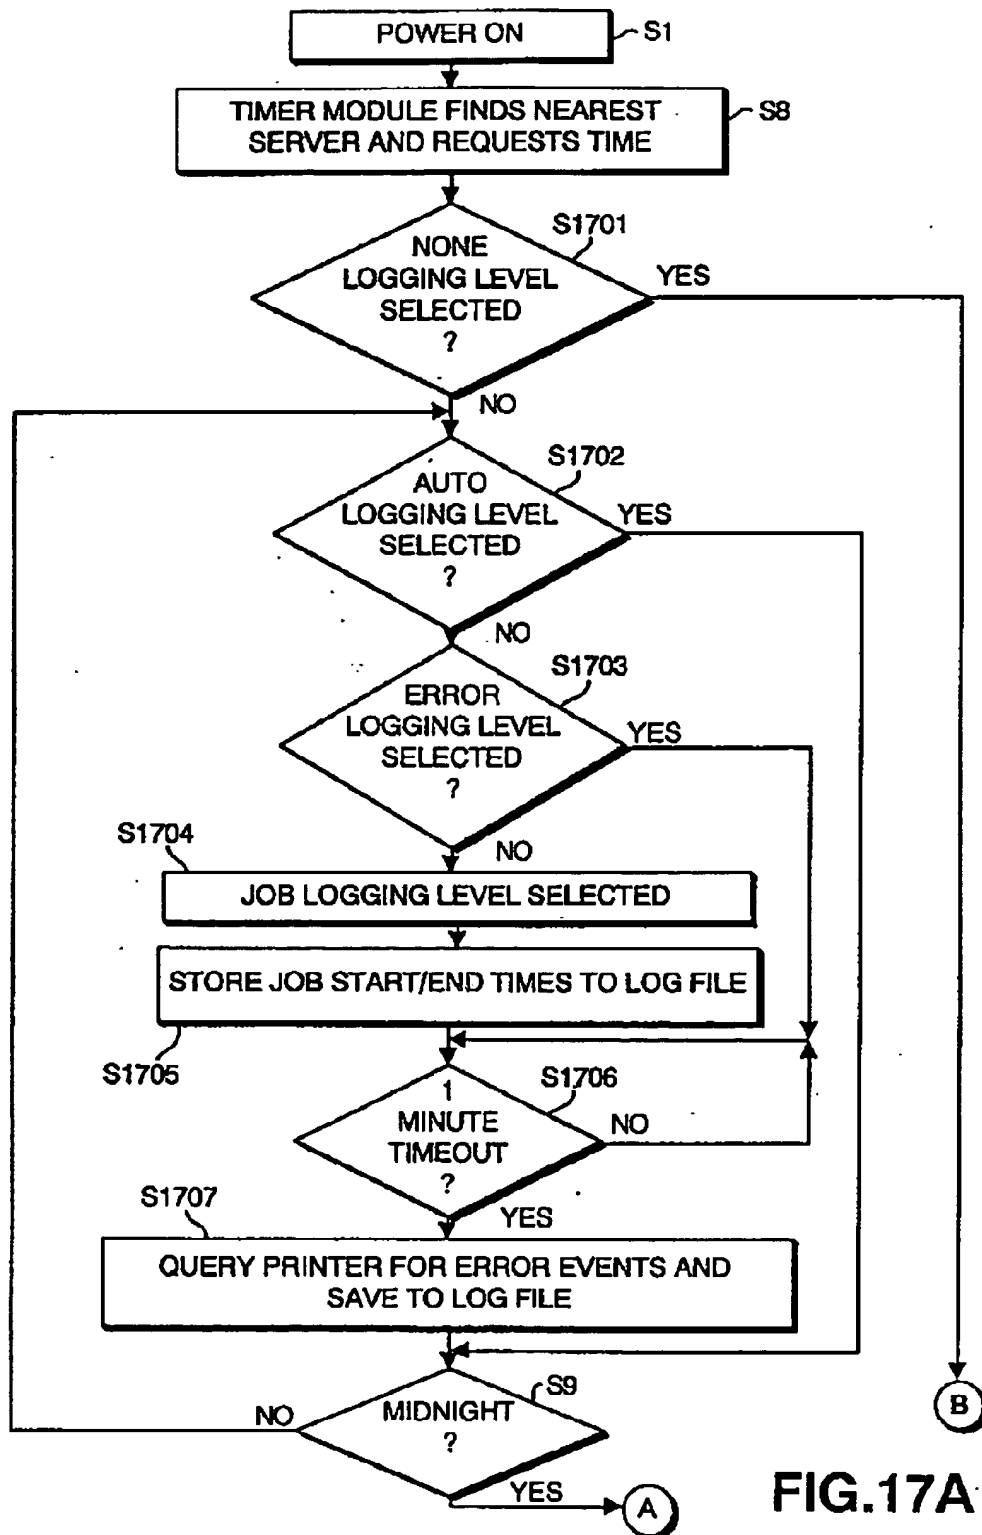 POWER ON
S1
TIMER MODULE FINDS NEAREST
SERVER AND REQUESTS TIME
S8
S1701
NONE
LOGGING LEVEL
SELECTED
?
YES
NO
S1702
AUTO
LOGGING LEVEL
SELECTED
?
YES
NO
S1703
ERROR
LOGGING LEVEL
SELECTED
?
YES
NO
S1704
JOB LOGGING LEVEL SELECTED
STORE JOB START/END TIMES TO LOG FILE
S1705
S1706
1
MINUTE
TIMEOUT
?
NO
YES
S1707
QUERY PRINTER FOR ERROR EVENTS AND
SAVE TO LOG FILE
S9
MIDNIGHT
?
NO
YES
A
B
FIG.17A